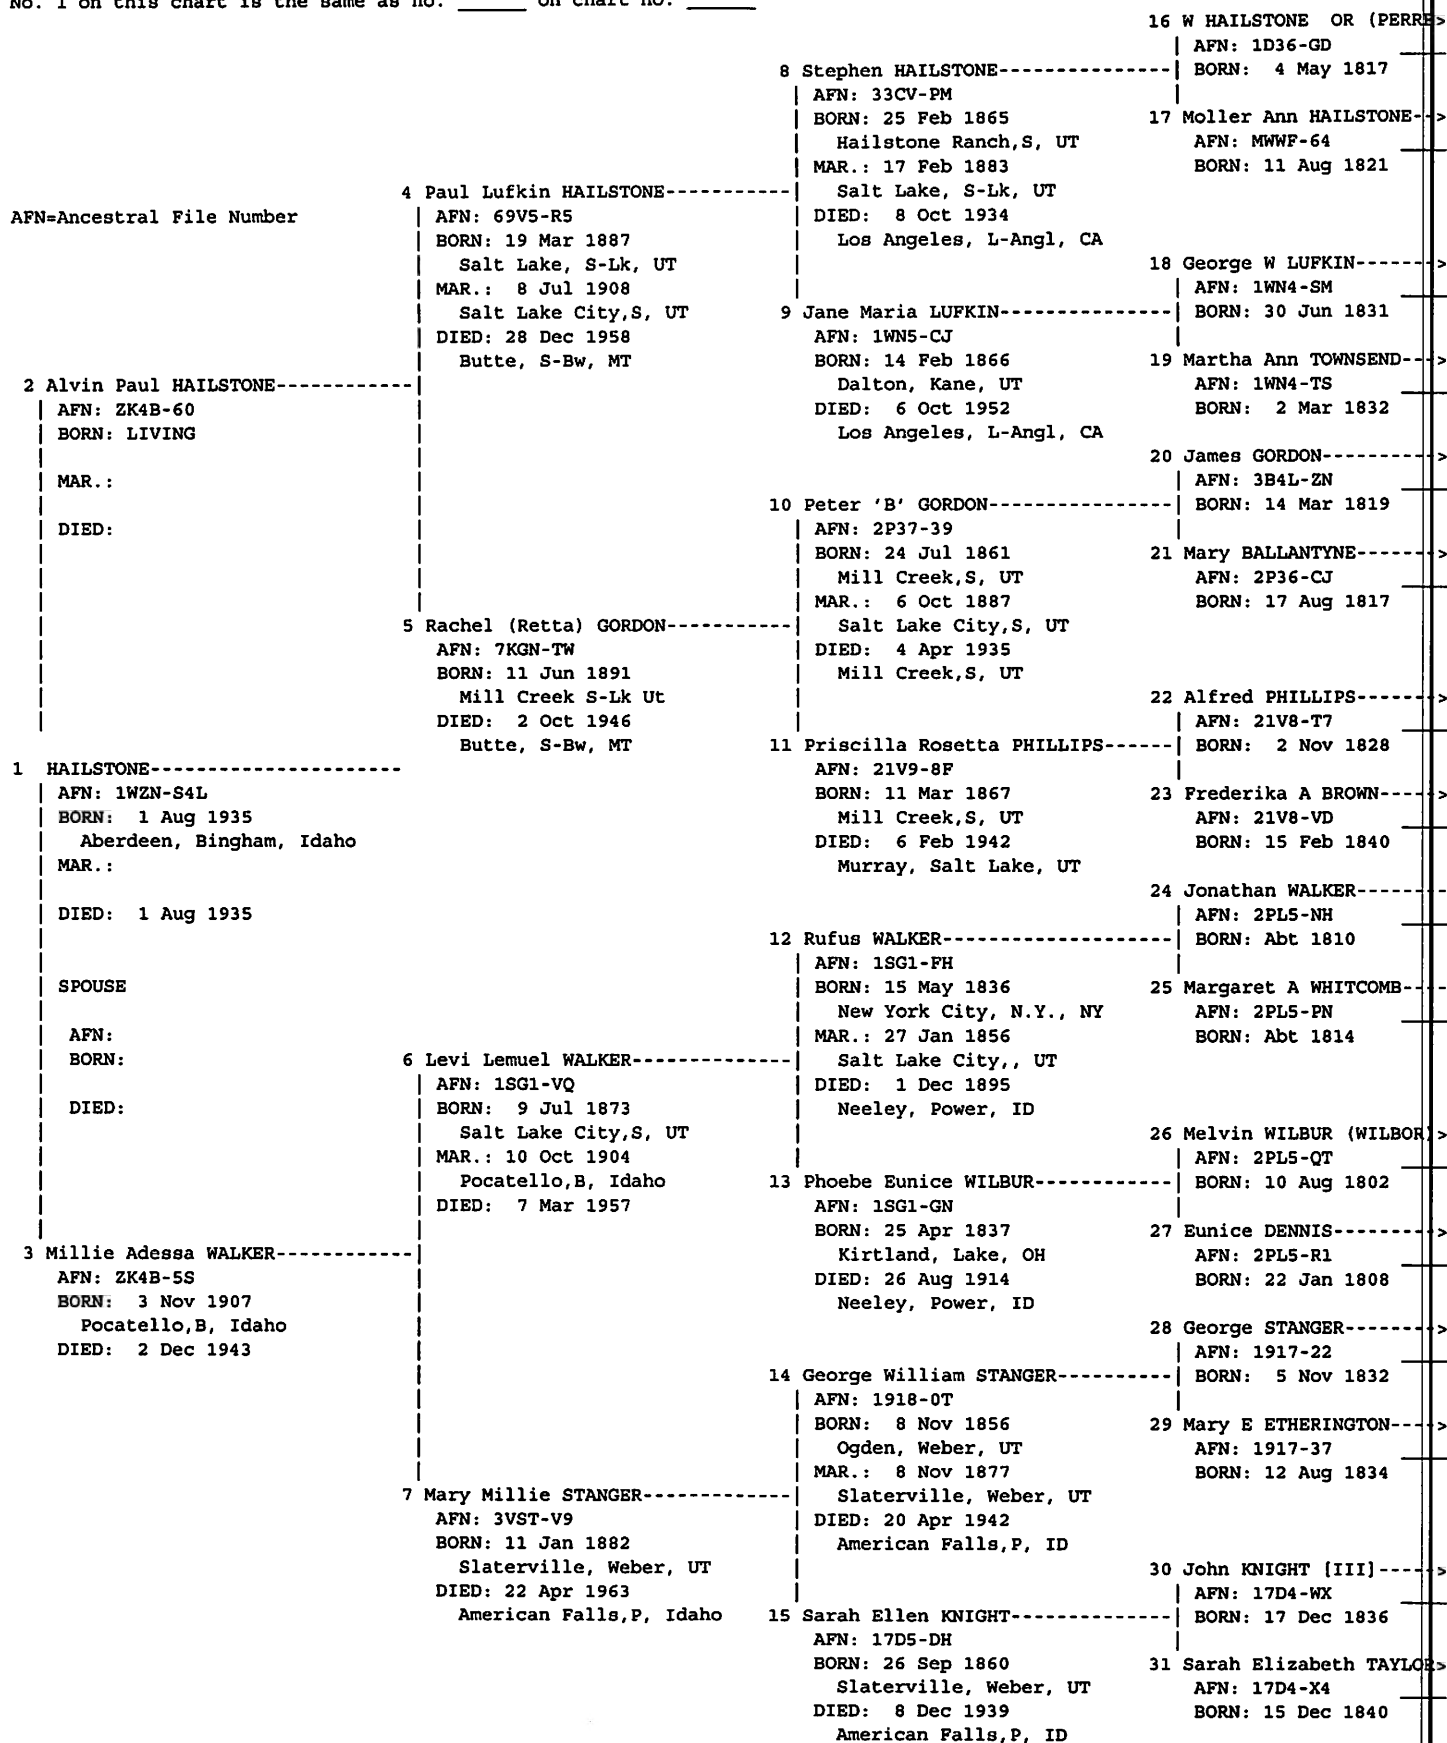 No. 1 on this chart is the same as no. ______ on chart no. ______
16 W HAILSTONE OR (PERRE>
AFN: 1D36-GD
8 Stephen HAILSTONE---------------| BORN: 4 May 1817
AFN: 33CV-PM
BORN: 25 Feb 1865 17 Moller Ann HAILSTONE-->
Hailstone Ranch,S, UT AFN: MWWF-64
MAR.: 17 Feb 1883 BORN: 11 Aug 1821
4 Paul Lufkin HAILSTONE-----------| Salt Lake, S-Lk, UT
AFN=Ancestral File Number | AFN: 69V5-R5 | DIED: 8 Oct 1934
BORN: 19 Mar 1887 Los Angeles, L-Angl, CA
Salt Lake, S-Lk, UT 18 George W LUFKIN------->
MAR.: 8 Jul 1908 | AFN: 1WN4-SM
Salt Lake City,S, UT 9 Jane Maria LUFKIN---------------| BORN: 30 Jun 1831
DIED: 28 Dec 1958 AFN: 1WN5-CJ
Butte, S-Bw, MT BORN: 14 Feb 1866 19 Martha Ann TOWNSEND--->
2 Alvin Paul HAILSTONE------------| Dalton, Kane, UT AFN: 1WN4-TS
AFN: ZK4B-60 DIED: 6 Oct 1952 BORN: 2 Mar 1832
BORN: LIVING Los Angeles, L-Angl, CA
20 James GORDON---------->
MAR.: | AFN: 3B4L-ZN
10 Peter 'B' GORDON---------------| BORN: 14 Mar 1819
DIED: | AFN: 2P37-39
BORN: 24 Jul 1861 21 Mary BALLANTYNE------->
Mill Creek,S, UT AFN: 2P36-CJ
MAR.: 6 Oct 1887 BORN: 17 Aug 1817
5 Rachel (Retta) GORDON-----------| Salt Lake City,S, UT
AFN: 7KGN-TW | DIED: 4 Apr 1935
BORN: 11 Jun 1891 Mill Creek,S, UT
Mill Creek S-Lk Ut 22 Alfred PHILLIPS------->
DIED: 2 Oct 1946 | AFN: 21V8-T7
Butte, S-Bw, MT 11 Priscilla Rosetta PHILLIPS------| BORN: 2 Nov 1828
1 HAILSTONE--------------------- AFN: 21V9-8F
AFN: 1WZN-S4L BORN: 11 Mar 1867 23 Frederika A BROWN----->
BORN: 1 Aug 1935 Mill Creek,S, UT AFN: 21V8-VD
Aberdeen, Bingham, Idaho DIED: 6 Feb 1942 BORN: 15 Feb 1840
MAR.: Murray, Salt Lake, UT
24 Jonathan WALKER--------
DIED: 1 Aug 1935 | AFN: 2PL5-NH
12 Rufus WALKER-------------------| BORN: Abt 1810
AFN: 1SG1-FH
SPOUSE BORN: 15 May 1836 25 Margaret A WHITCOMB----
New York City, N.Y., NY AFN: 2PL5-PN
AFN: MAR.: 27 Jan 1856 BORN: Abt 1814
BORN: 6 Levi Lemuel WALKER--------------| Salt Lake City,, UT
AFN: 1SG1-VQ | DIED: 1 Dec 1895
DIED: BORN: 9 Jul 1873 Neeley, Power, ID
Salt Lake City,S, UT 26 Melvin WILBUR (WILBOR)>
MAR.: 10 Oct 1904 | AFN: 2PL5-QT
Pocatello,B, Idaho 13 Phoebe Eunice WILBUR------------| BORN: 10 Aug 1802
DIED: 7 Mar 1957 AFN: 1SG1-GN
BORN: 25 Apr 1837 27 Eunice DENNIS--------->
3 Millie Adessa WALKER------------| Kirtland, Lake, OH AFN: 2PL5-R1
AFN: ZK4B-5S DIED: 26 Aug 1914 BORN: 22 Jan 1808
BORN: 3 Nov 1907 Neeley, Power, ID
Pocatello,B, Idaho 28 George STANGER-------->
DIED: 2 Dec 1943 | AFN: 1917-22
14 George William STANGER----------| BORN: 5 Nov 1832
AFN: 1918-0T
BORN: 8 Nov 1856 29 Mary E ETHERINGTON---->
Ogden, Weber, UT AFN: 1917-37
MAR.: 8 Nov 1877 BORN: 12 Aug 1834
7 Mary Millie STANGER-------------| Slaterville, Weber, UT
AFN: 3VST-V9 | DIED: 20 Apr 1942
BORN: 11 Jan 1882 American Falls,P, ID
Slaterville, Weber, UT 30 John KNIGHT [III]----->
DIED: 22 Apr 1963 | AFN: 17D4-WX
American Falls,P, Idaho 15 Sarah Ellen KNIGHT--------------| BORN: 17 Dec 1836
AFN: 17D5-DH
BORN: 26 Sep 1860 31 Sarah Elizabeth TAYLOR>
Slaterville, Weber, UT AFN: 17D4-X4
DIED: 8 Dec 1939 BORN: 15 Dec 1840
American Falls,P, ID